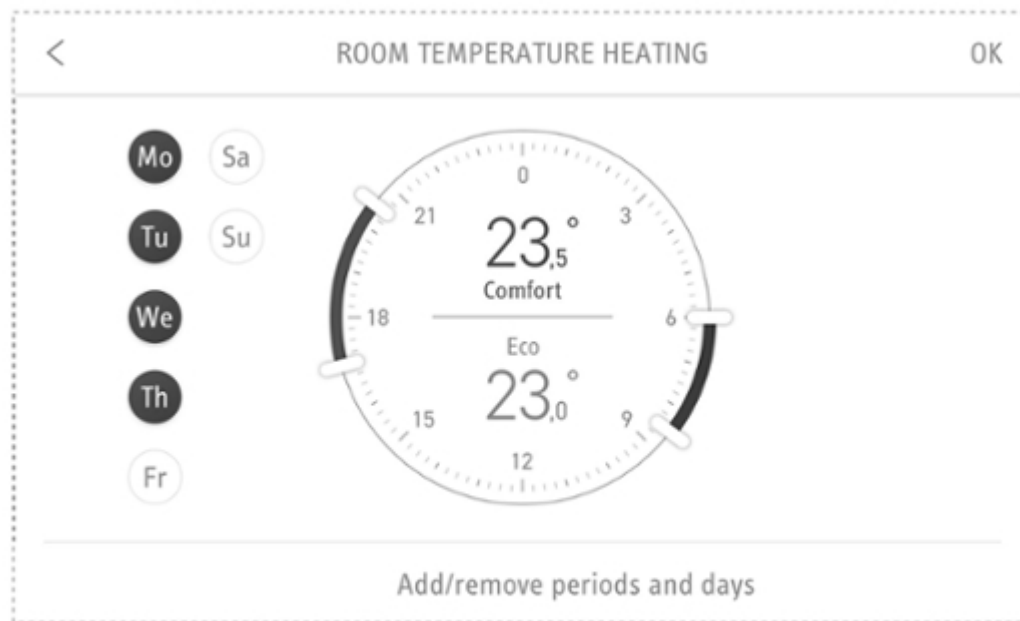 < ROOM TEMPERATURE HEATING OK
Mo Sa
Tu Su
We
Th
Fr
0
21 3
23,5°
Comfort
18 6
Eco
23,0°
15 9
12
Add/remove periods and days